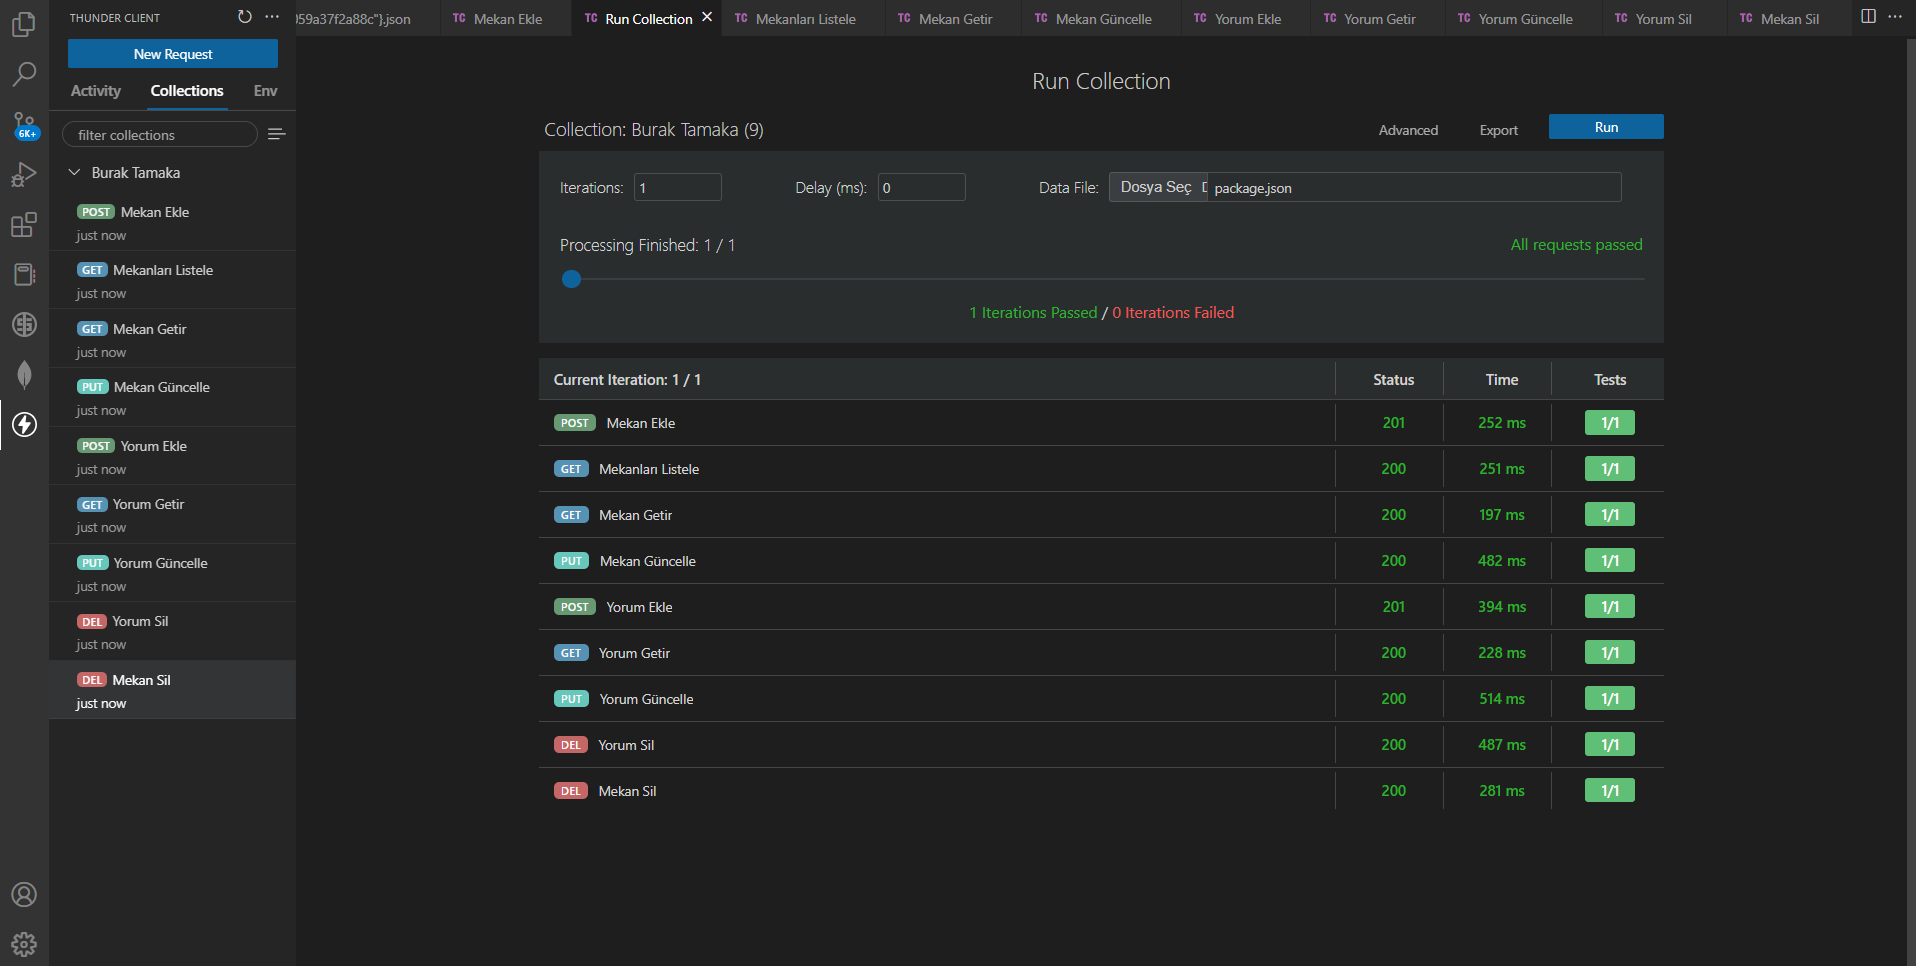 THUNDER CLIENT
New Request
Activity Collections Env
filter collections
6K+
Burak Tamaka
POST Mekan Ekle
just now
GET Mekanları Listele
just now
GET Mekan Getir
just now
PUT Mekan Güncelle
just now
POST Yorum Ekle
just now
GET Yorum Getir
just now
PUT Yorum Güncelle
just now
DEL Yorum Sil
just now
DEL Mekan Sil
just now
059a37f2a88c"}.json TC Mekan Ekle TC Run Collection TC Mekanları Listele TC Mekan Getir TC Mekan Güncelle TC Yorum Ekle TC Yorum Getir TC Yorum Güncelle TC Yorum Sil TC Mekan Sil
Run Collection
Collection: Burak Tamaka (9) Advanced Export Run
Iterations: 1 Delay (ms): 0 Data File: Dosya Seç package.json
Processing Finished: 1 / 1 All requests passed
1 Iterations Passed / 0 Iterations Failed
Current Iteration: 1 / 1 Status Time Tests
POST Mekan Ekle 201 252 ms 1/1
GET Mekanları Listele 200 251 ms 1/1
GET Mekan Getir 200 197 ms 1/1
PUT Mekan Güncelle 200 482 ms 1/1
POST Yorum Ekle 201 394 ms 1/1
GET Yorum Getir 200 228 ms 1/1
PUT Yorum Güncelle 200 514 ms 1/1
DEL Yorum Sil 200 487 ms 1/1
DEL Mekan Sil 200 281 ms 1/1